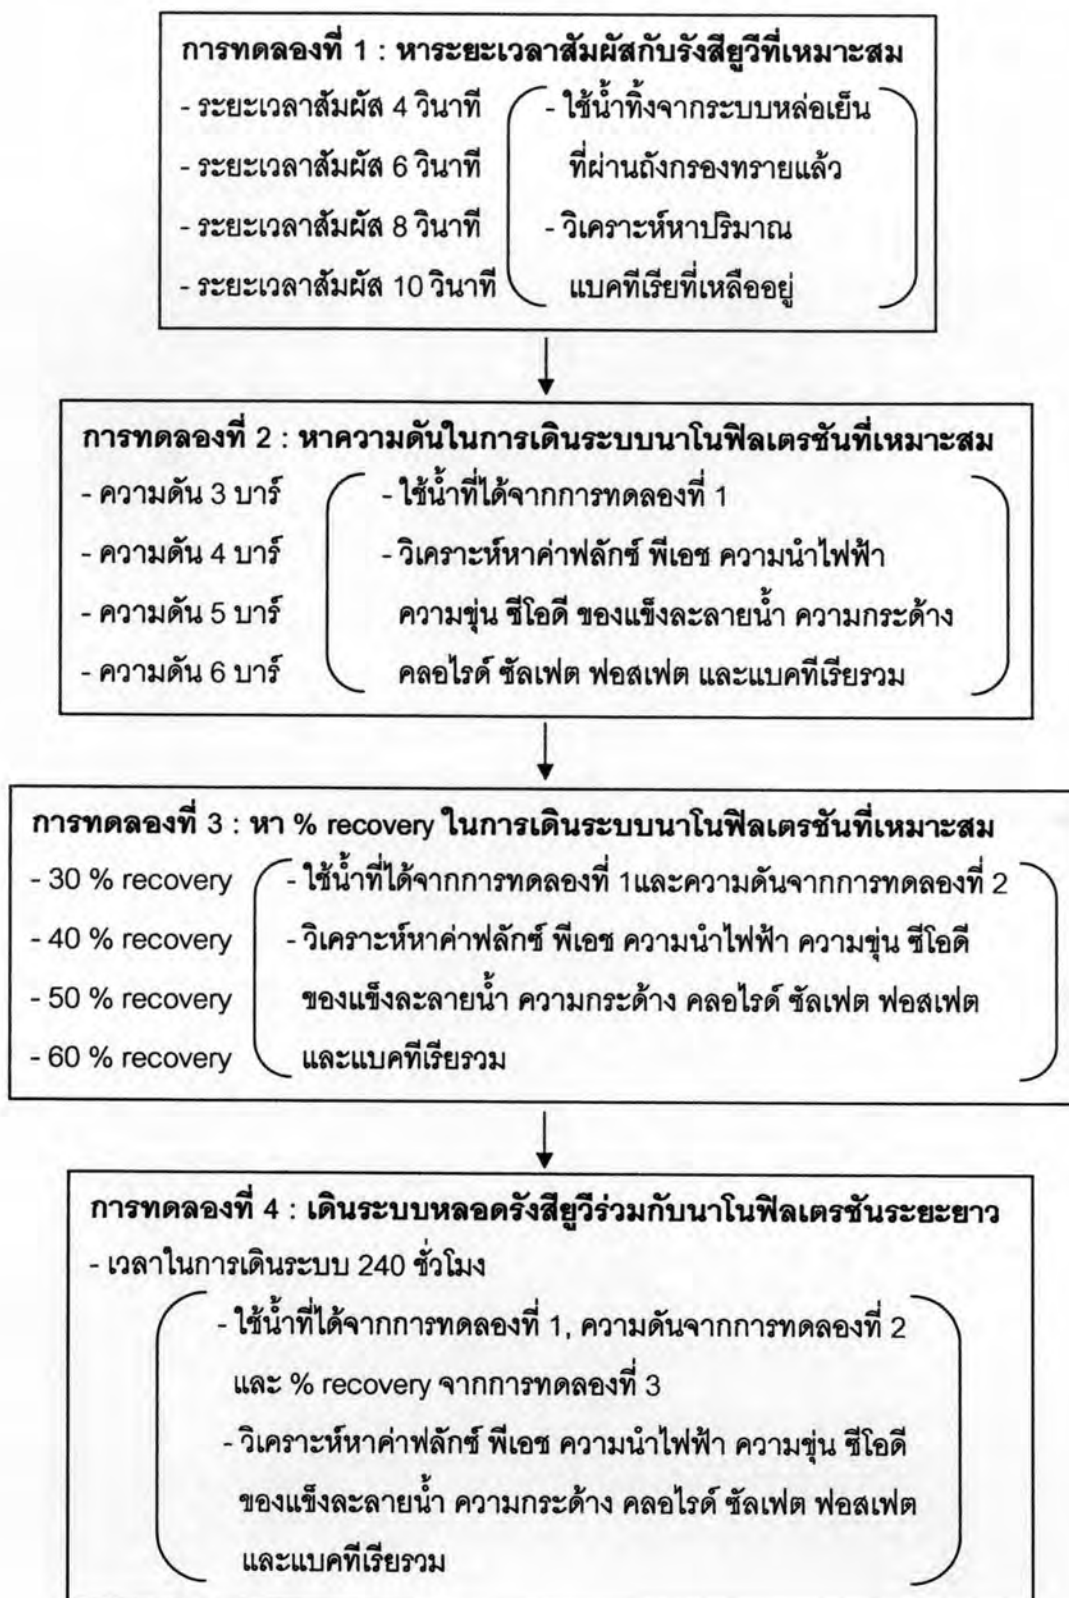 การทดลองที่ 1 : หาระยะเวลาสัมผัสกับรังสียูวีที่เหมาะสม
- ระยะเวลาสัมผัส 4 วินาที - ใช้น้ำทิ้งจากระบบหล่อเย็น
- ระยะเวลาสัมผัส 6 วินาที ที่ผ่านถังกรองทรายแล้ว
- ระยะเวลาสัมผัส 8 วินาที - วิเคราะห์หาปริมาณ
- ระยะเวลาสัมผัส 10 วินาที แบคทีเรียที่เหลืออยู่
การทดลองที่ 2 : หาความดันในการเดินระบบนาโนฟิลเตรชันที่เหมาะสม
- ความดัน 3 บาร์ - ใช้น้ำที่ได้จากการทดลองที่ 1
- ความดัน 4 บาร์ - วิเคราะห์หาค่าฟลักซ์ พีเอช ความนำไฟฟ้า
- ความดัน 5 บาร์ ความขุ่น ซีโอดี ของแข็งละลายน้ำ ความกระด้าง
- ความดัน 6 บาร์ คลอไรด์ ซัลเฟต ฟอสเฟต และแบคทีเรียรวม
การทดลองที่ 3 : หา % recovery ในการเดินระบบนาโนฟิลเตรชันที่เหมาะสม
- 30 % recovery - ใช้น้ำที่ได้จากการทดลองที่ 1และความดันจากการทดลองที่ 2
- 40 % recovery - วิเคราะห์หาค่าฟลักซ์ พีเอช ความนำไฟฟ้า ความขุ่น ซีโอดี
- 50 % recovery ของแข็งละลายน้ำ ความกระด้าง คลอไรด์ ซัลเฟต ฟอสเฟต
- 60 % recovery และแบคทีเรียรวม
การทดลองที่ 4 : เดินระบบหลอดรังสียูวีร่วมกับนาโนฟิลเตรชันระยะยาว
- เวลาในการเดินระบบ 240 ชั่วโมง
- ใช้น้ำที่ได้จากการทดลองที่ 1, ความดันจากการทดลองที่ 2
และ % recovery จากการทดลองที่ 3
- วิเคราะห์หาค่าฟลักซ์ พีเอช ความนำไฟฟ้า ความขุ่น ซีโอดี
ของแข็งละลายน้ำ ความกระด้าง คลอไรด์ ซัลเฟต ฟอสเฟต
และแบคทีเรียรวม